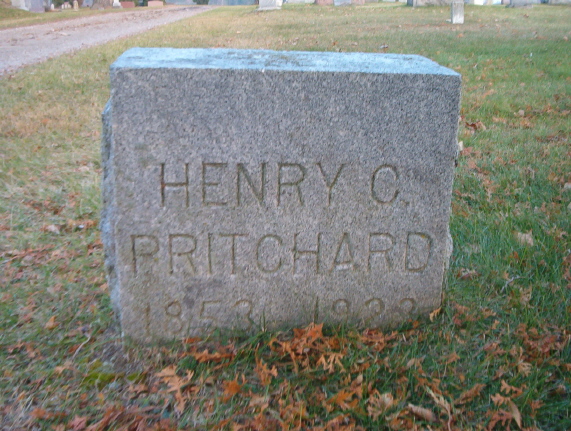 HENRY C.
PRITCHARD
1853